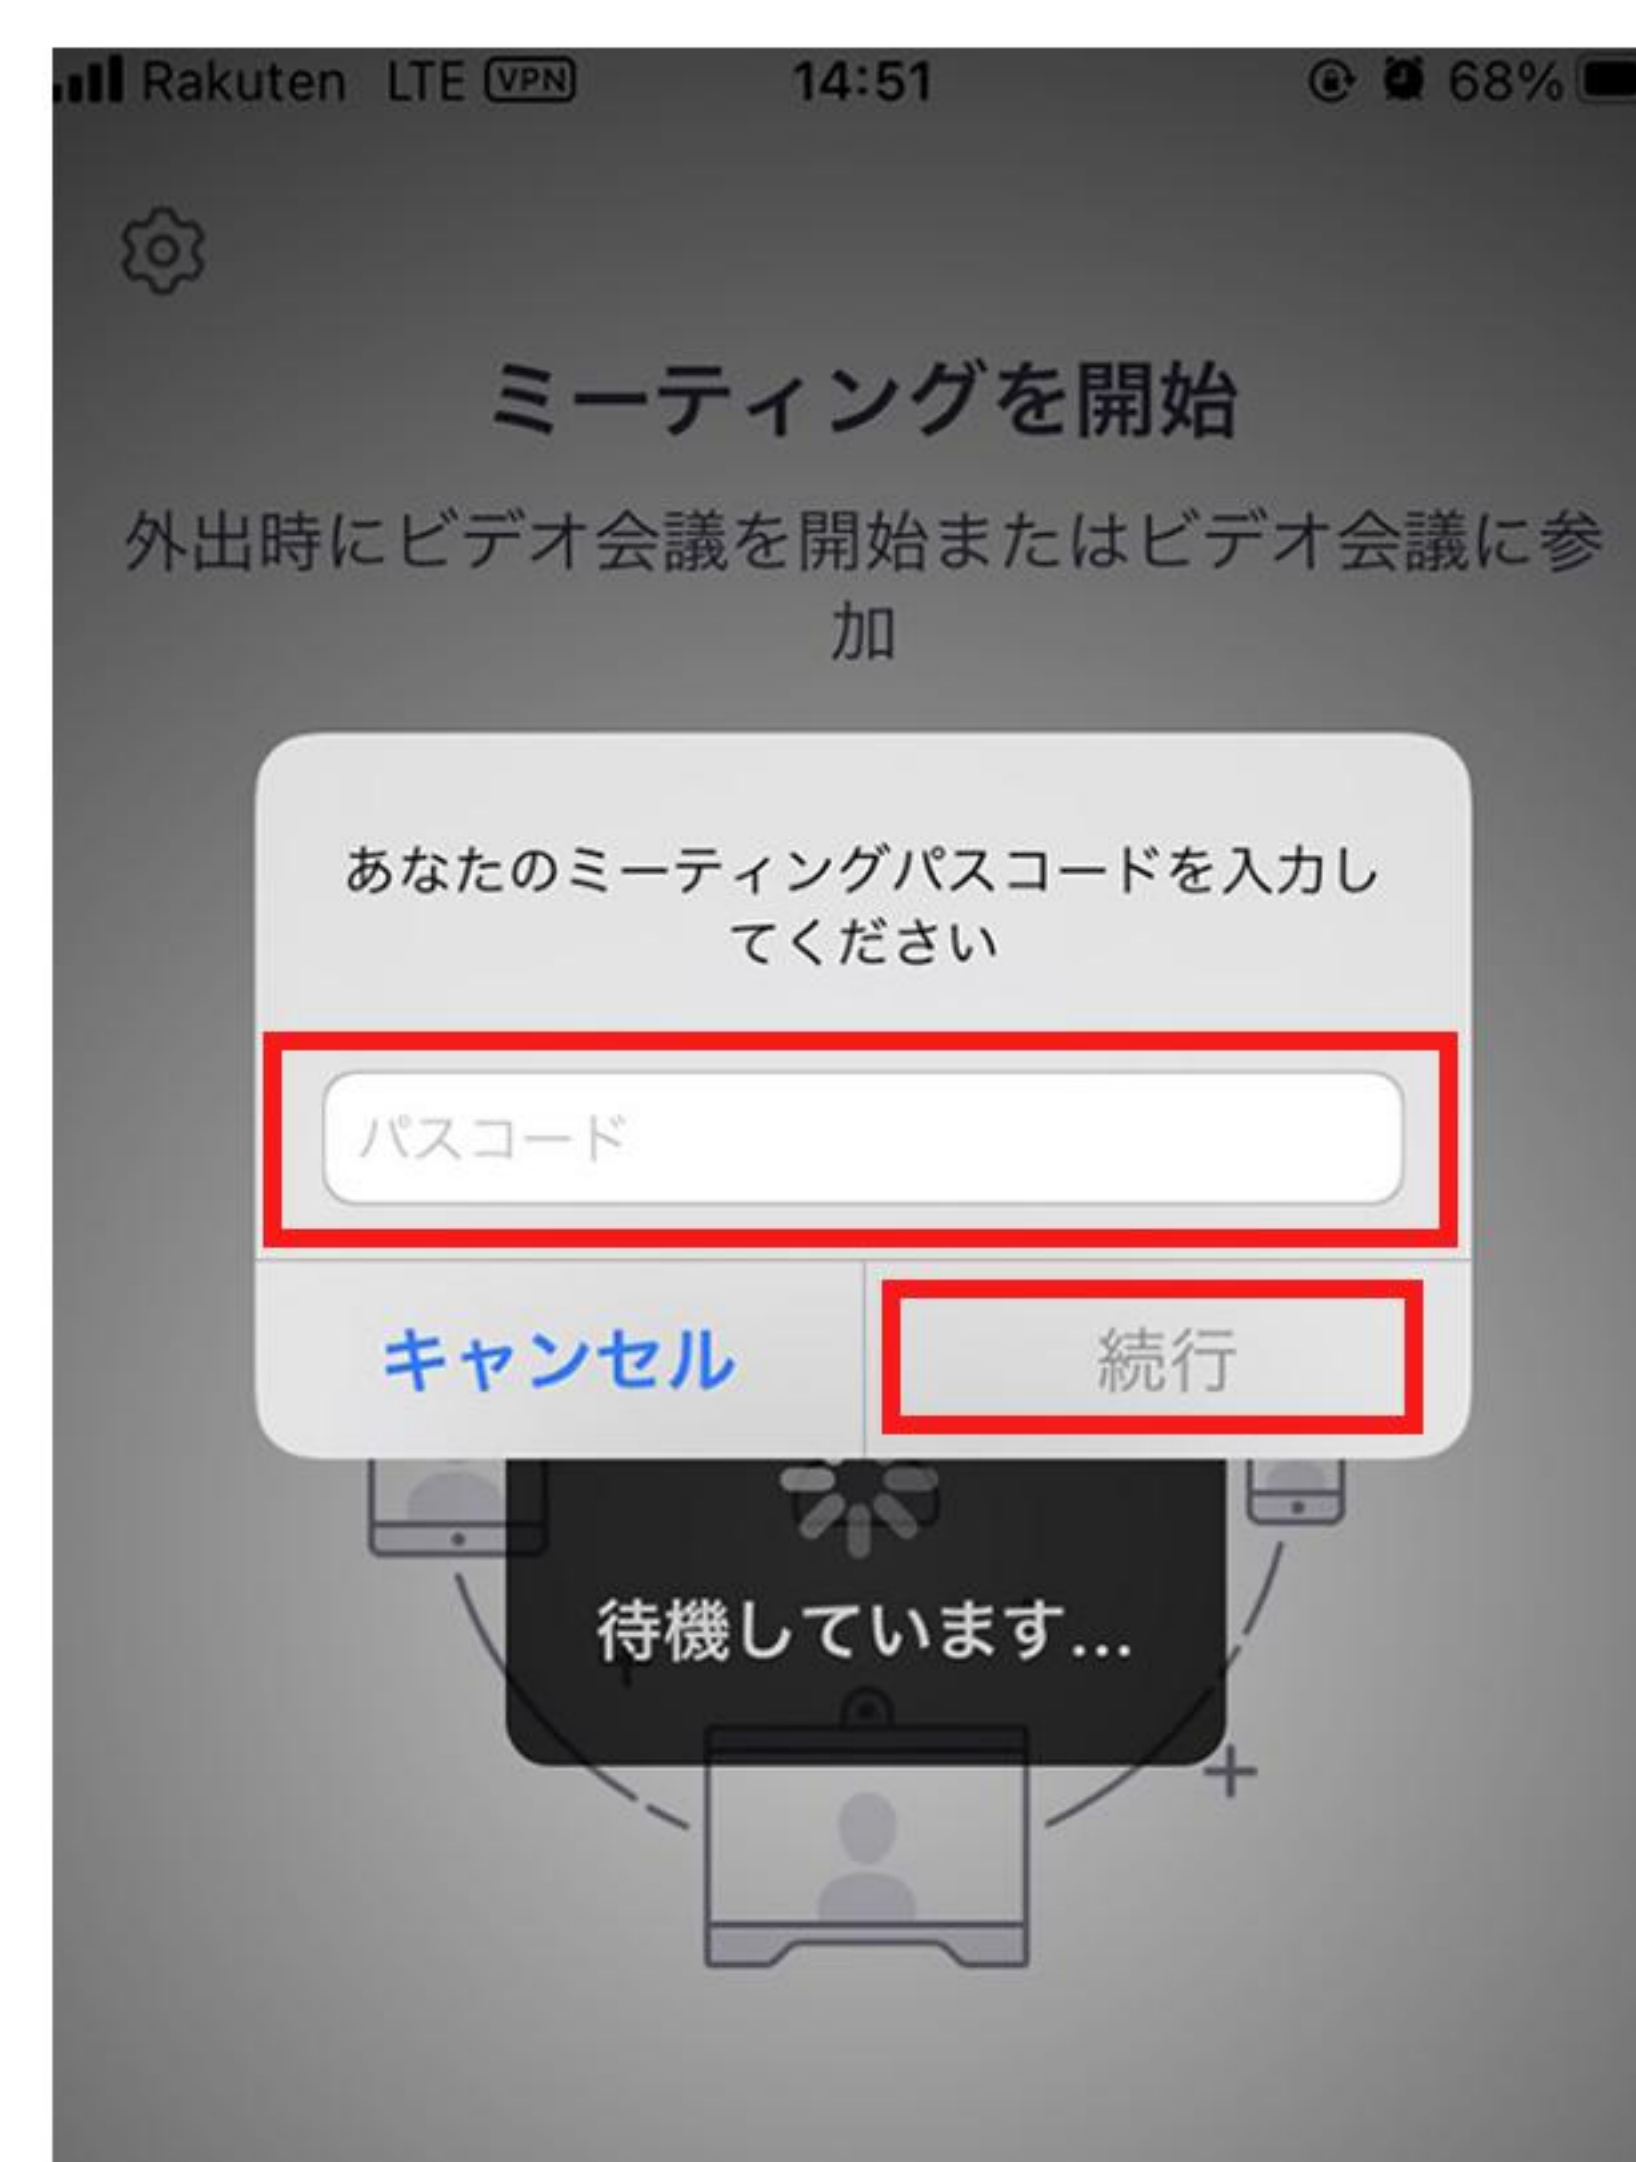 Rakuten LTE VPN 14:51 68%
ミーティングを開始
外出時にビデオ会議を開始またはビデオ会議に参
加
あなたのミーティングパスコードを入力し
てください
パスコード
キャンセル 続行
待機しています...